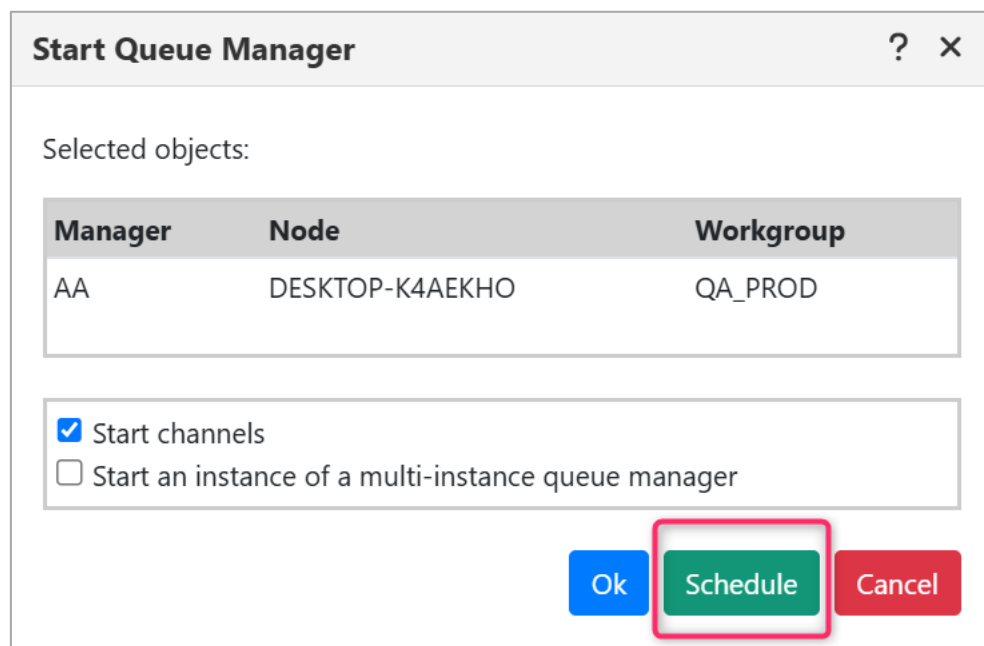 Start Queue Manager ? ×
Selected objects:
Manager Node Workgroup
AA DESKTOP-K4AEKHO QA_PROD
Start channels
Start an instance of a multi-instance queue manager
Ok Schedule Cancel